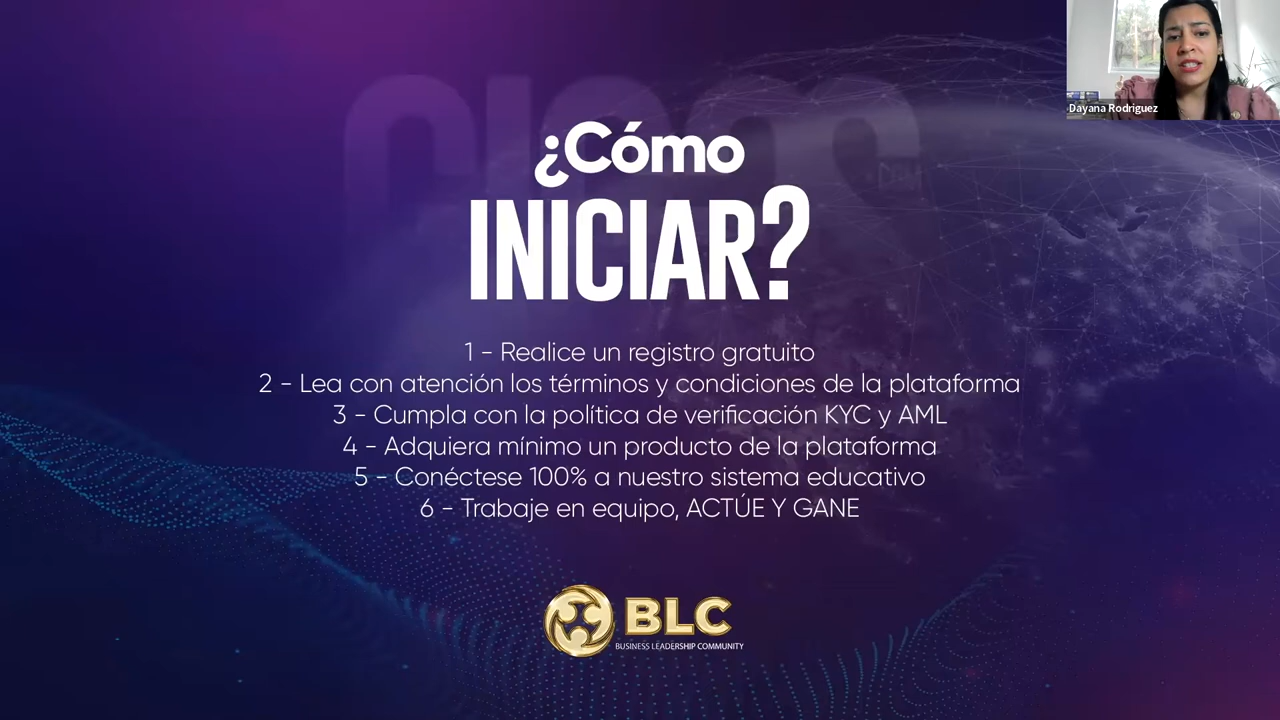 Dayana Rodriguez
¿Cómo
INICIAR?
1 - Realice un registro gratuito
2 - Lea con atención los términos y condiciones de la plataforma
3 - Cumpla con la política de verificación KYC y AML
4 - Adquiera mínimo un producto de la plataforma
5 - Conéctese 100% a nuestro sistema educativo
6 - Trabaje en equipo, ACTÚE Y GANE
BLC
BUSINESS LEADERSHIP COMMUNITY